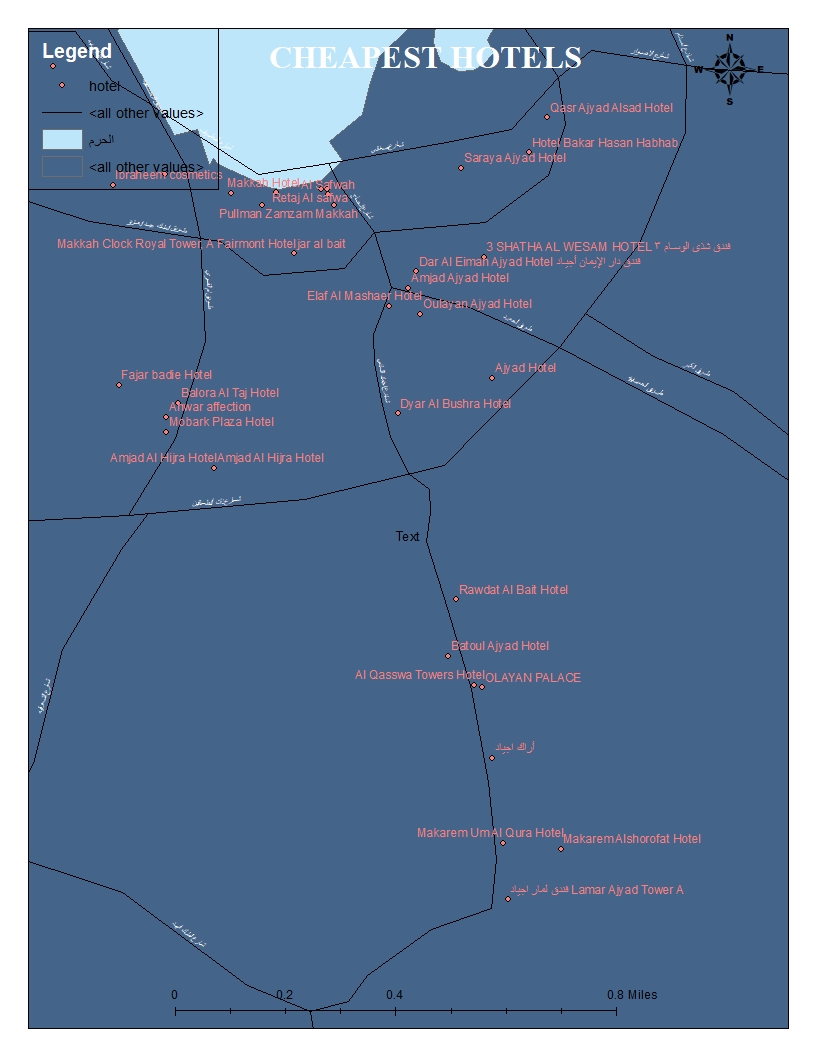 CHEAPEST HOTELS
Legend
hotel
<all other values>
الحرم
<all other values>
N
W
E
S
Qasr Ajyad Alsad Hotel
Hotel Bakar Hasan Habhab
Saraya Ajyad Hotel
Ibraheem cosmetics
Makkah Hotel
Al Safwah
Retaj Al safwa
Pullman Zamzam Makkah
Makkah Clock Royal Tower, A Fairmont Hotel
jar al bait
3 SHATHA AL WESAM HOTEL فندق شذى الوسام ٣
Dar Al Eiman Ajyad Hotel فندق دار الإيمان أجياد
Amjad Ajyad Hotel
Elaf Al Mashaer Hotel
Oulayan Ajyad Hotel
Fajar badie Hotel
Ajyad Hotel
Balora Al Taj Hotel
Anwar affection
Dyar Al Bushra Hotel
Mobark Plaza Hotel
Amjad Al Hijra Hotel
Amjad Al Hijra Hotel
Text
Rawdat Al Bait Hotel
Batoul Ajyad Hotel
Al Qasswa Towers Hotel
OLAYAN PALACE
أراك اجياد
Makarem Um Al Qura Hotel
Makarem Alshorofat Hotel
فندق لمار اجياد Lamar Ajyad Tower A
0 0.2 0.4 0.8 Miles